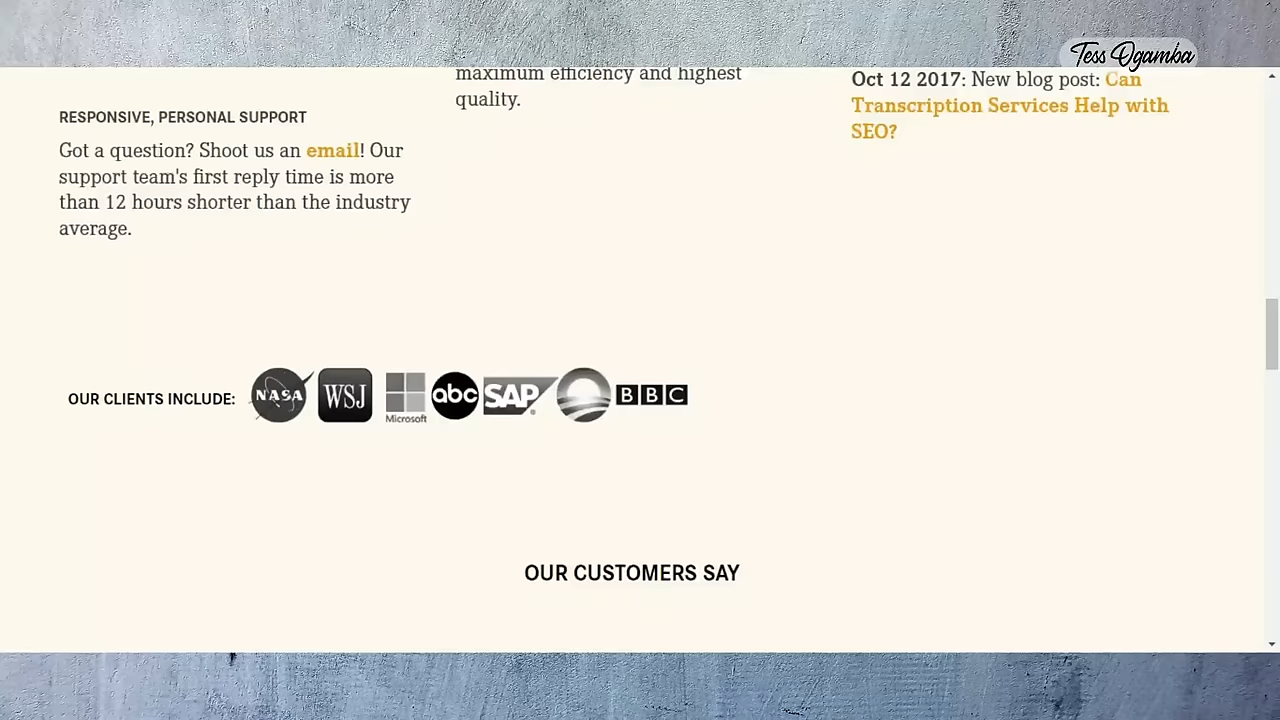 Tess Ogamba
maximum efficiency and highest
quality.
Oct 12 2017: New blog post: Can
Transcription Services Help with
SEO?
RESPONSIVE, PERSONAL SUPPORT
Got a question? Shoot us an email! Our
support team's first reply time is more
than 12 hours shorter than the industry
average.
OUR CLIENTS INCLUDE:
NASA
WSJ
Microsoft
abc
SAP
BBC
OUR CUSTOMERS SAY